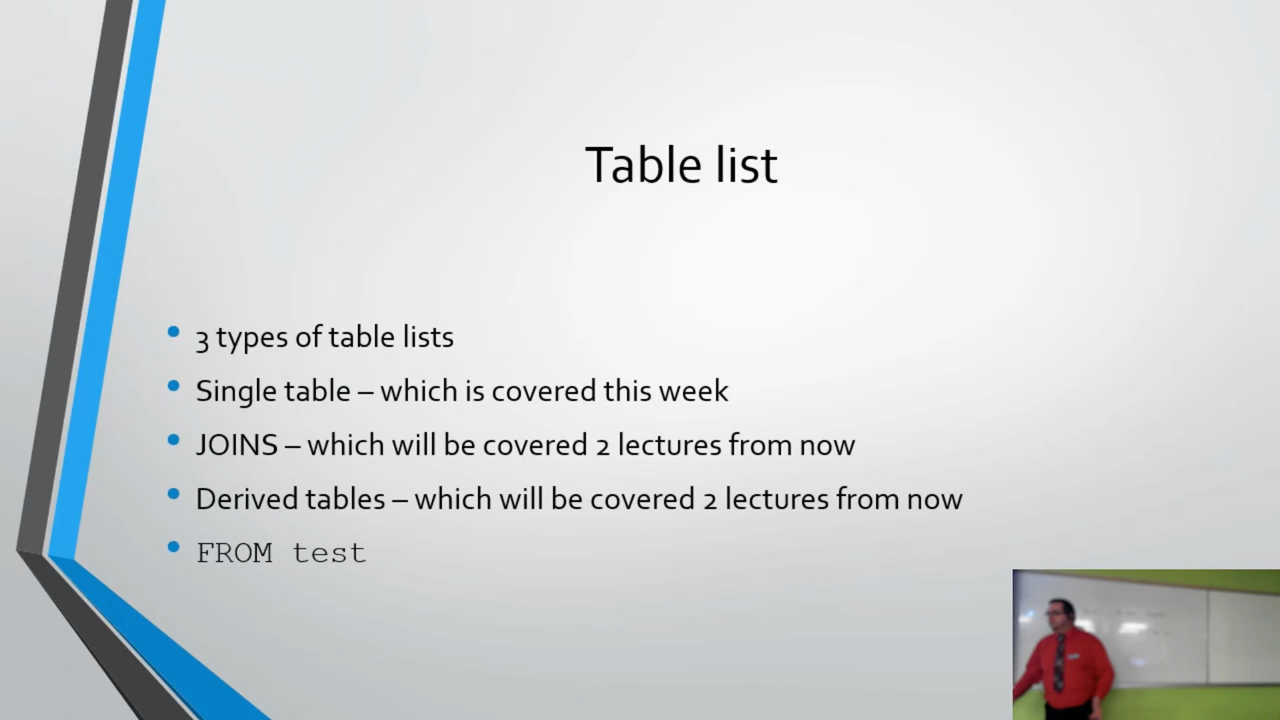 Table list
• 3 types of table lists
• Single table – which is covered this week
• JOINS – which will be covered 2 lectures from now
• Derived tables – which will be covered 2 lectures from now
• FROM test